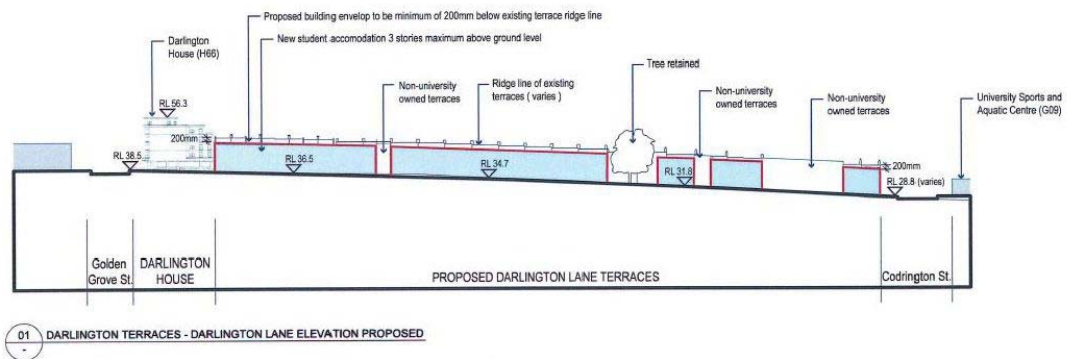 Proposed building envelop to be minimum of 200mm below existing terrace ridge line
Darlington
House (H66)
New student accomodation 3 stories maximum above ground level
Tree retained
Non-university
owned terraces
Ridge line of existing
terraces ( varies )
Non-university
owned terraces
Non-university
owned terraces
University Sports and
Aquatic Centre (G09)
RL 56.3
200mm
RL 38.5
RL 36.5
RL 34.7
RL 31.8
200mm
RL 28.8 (varies)
Golden
Grove St.
DARLINGTON
HOUSE
PROPOSED DARLINGTON LANE TERRACES
Codrington St.
01
-
DARLINGTON TERRACES - DARLINGTON LANE ELEVATION PROPOSED